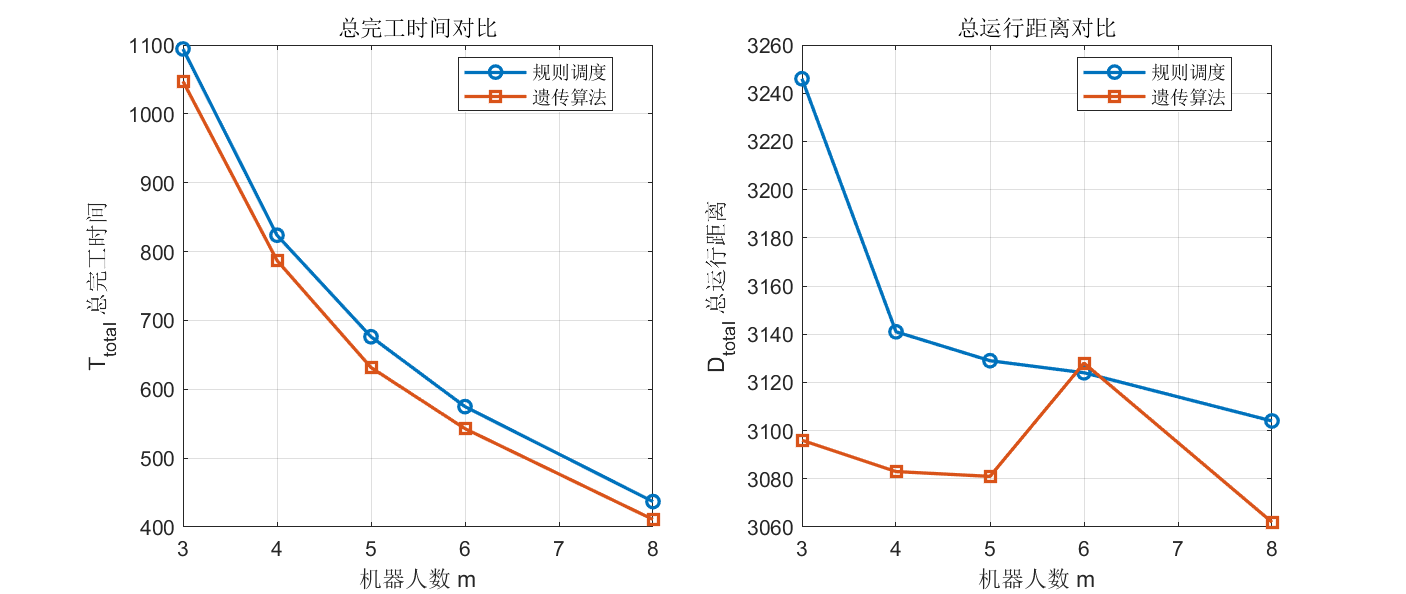 总完工时间对比
1100
1000
900
800
700
600
500
400
3 4 5 6 7 8
T_total 总完工时间
机器人数 m
规则调度
遗传算法
总运行距离对比
3260
3240
3220
3200
3180
3160
3140
3120
3100
3080
3060
3 4 5 6 7 8
D_total 总运行距离
机器人数 m
规则调度
遗传算法